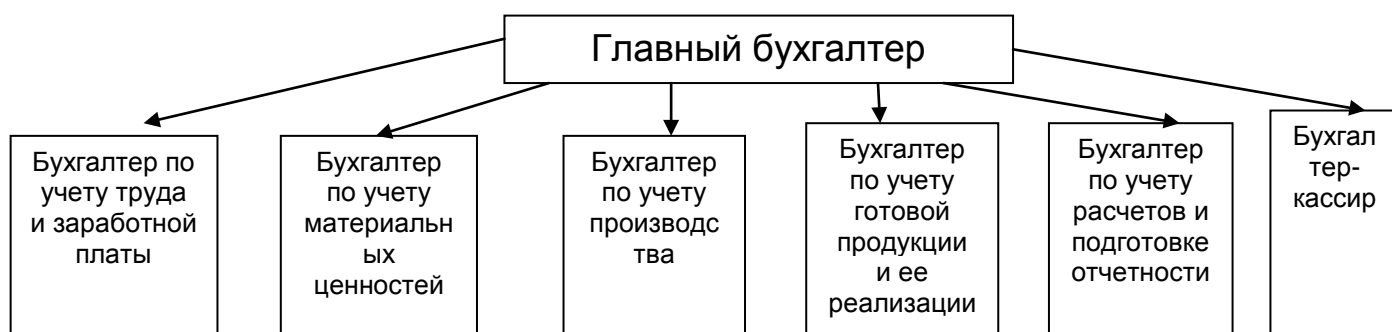 Главный бухгалтер
Бухгалтер по
учету труда
и заработной
платы
Бухгалтер
по учету
материальн
ых
ценностей
Бухгалтер
по учету
производс
тва
Бухгалтер
по учету
готовой
продукции
и ее
реализации
Бухгалтер
по учету
расчетов и
подготовке
отчетности
Бухгал
тер-
кассир